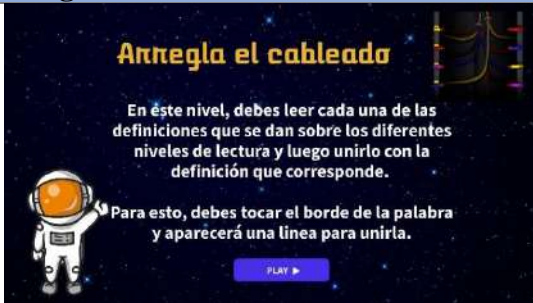 Arregla el cableado
En este nivel, debes leer cada una de las
definiciones que se dan sobre los diferentes
niveles de lectura y luego unirlo con la
definición que corresponde.
Para esto, debes tocar el borde de la palabra
y aparecerá una linea para unirla.
PLAY ▶